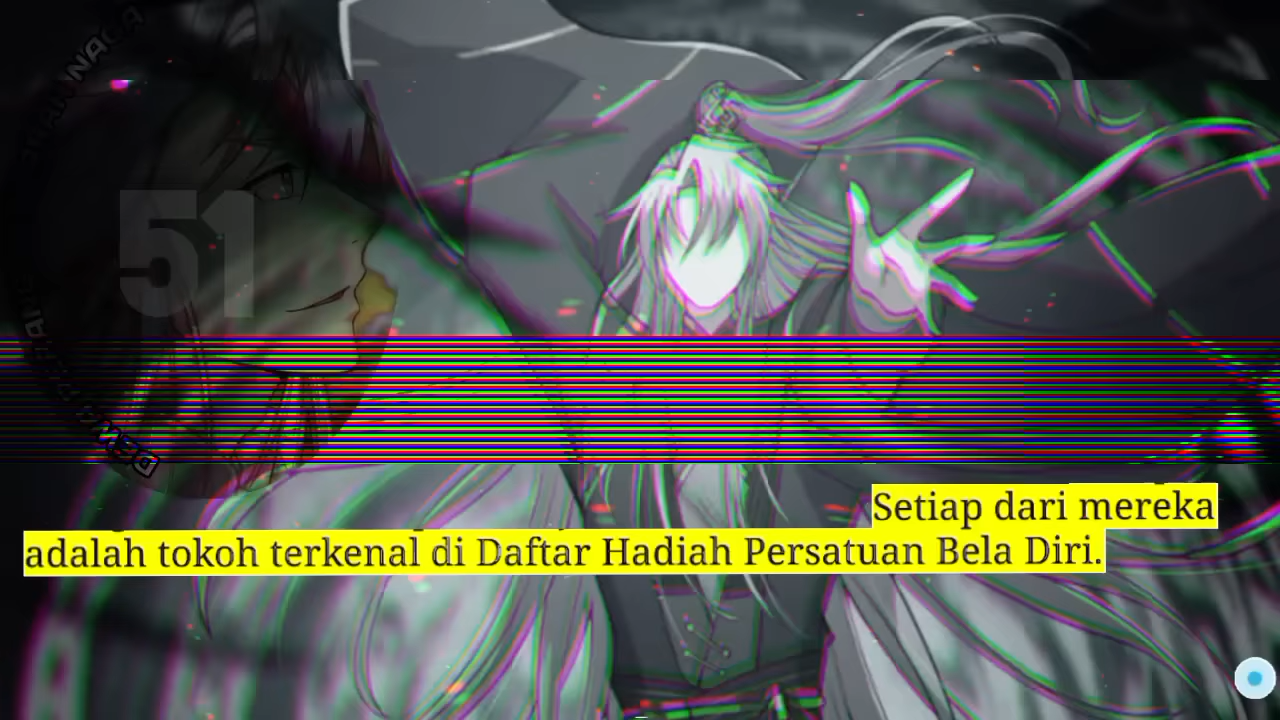 51
Setiap dari mereka
adalah tokoh terkenal di Daftar Hadiah Persatuan Bela Diri.